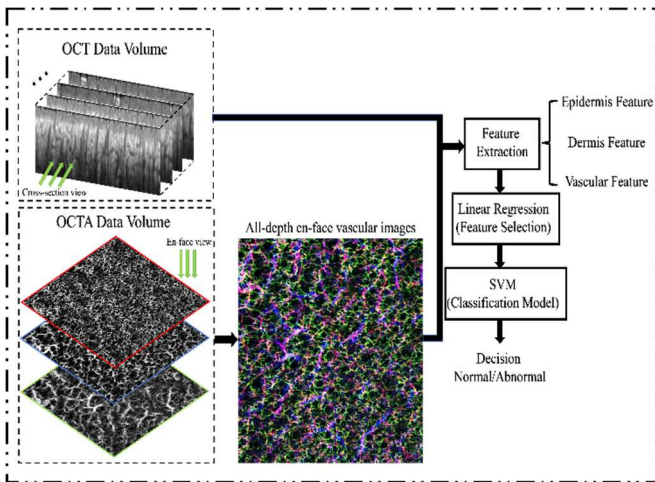 OCT Data Volume
Cross-section view
OCTA Data Volume
En-face view
All-depth en-face vascular images
Feature
Extraction
Epidermis Feature
Dermis Feature
Vascular Feature
Linear Regression
(Feature Selection)
SVM
(Classification Model)
Decision
Normal/Abnormal